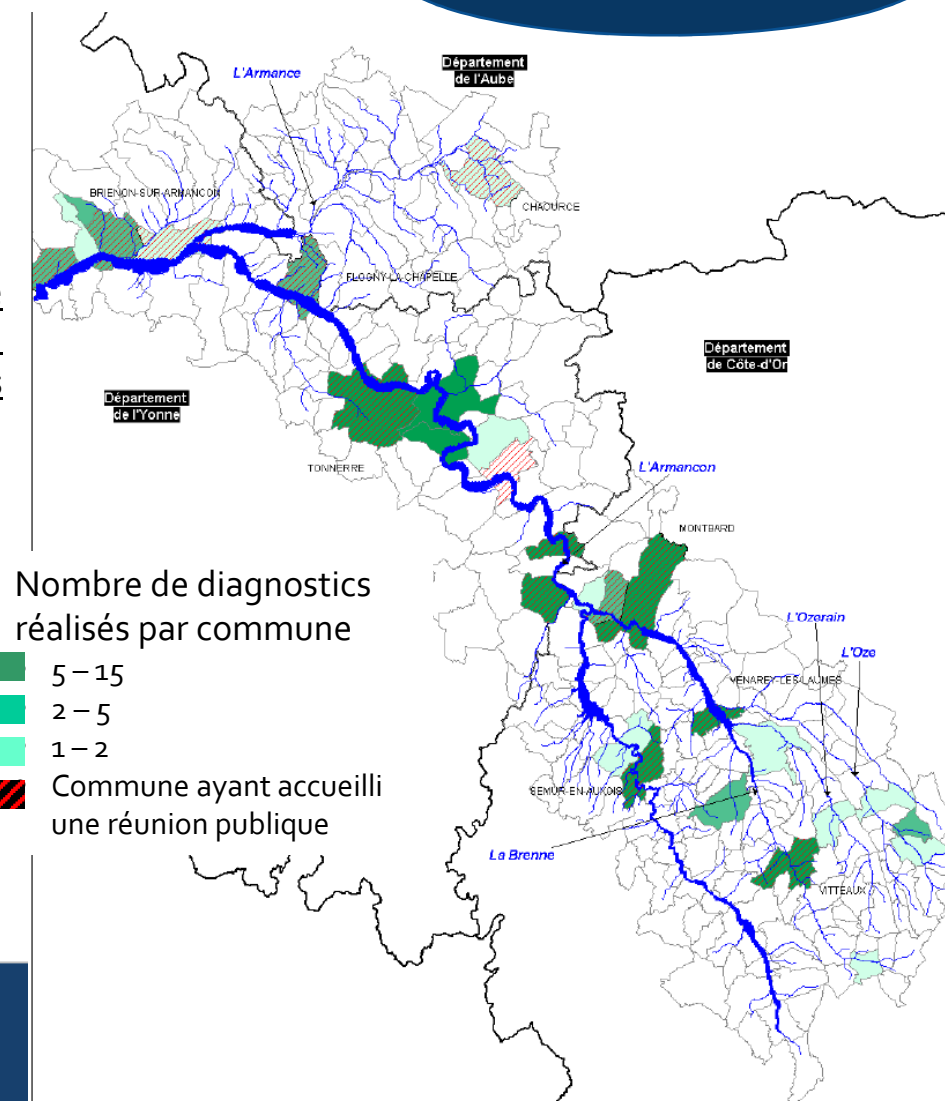 Département
de l'Aube
L'Armance
BRIENON-SUR-ARMANCON
CHAOURCE
FLOGNY-LA-CHAPELLE
Département
de Côte-d'Or
Département
de l'Yonne
TONNERRE
L'Armancon
MONTBARD
Nombre de diagnostics
réalisés par commune
5 – 15
2 – 5
1 – 2
Commune ayant accueilli
une réunion publique
L'Ozerain
L'Oze
VENAREY-LES-LAUMES
SEMUR-EN-AUXOIS
La Brenne
VITTEAUX